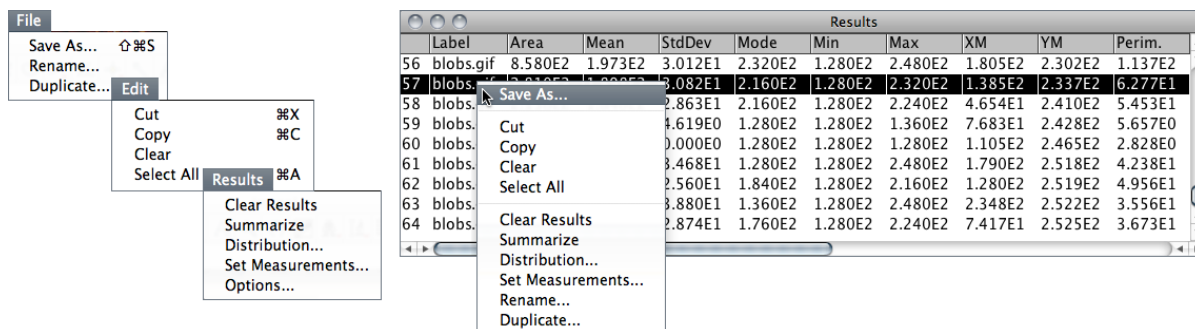 File
Save As... ⇧⌘S
Rename...
Duplicate...
Edit
Cut ⌘X
Copy ⌘C
Clear
Select All ⌘A
Results
Clear Results
Summarize
Distribution...
Set Measurements...
Options...
Results
Label Area Mean StdDev Mode Min Max XM YM Perim.
56 blobs.gif 8.580E2 1.973E2 3.012E1 2.320E2 1.280E2 2.480E2 1.805E2 2.302E2 1.137E2
57 blobs.gif 3.082E1 2.160E2 1.280E2 2.320E2 1.385E2 2.337E2 6.277E1
58 blobs. 2.863E1 2.160E2 1.280E2 2.240E2 4.654E1 2.410E2 5.453E1
59 blobs. 4.619E0 1.280E2 1.280E2 1.360E2 7.683E1 2.428E2 5.657E0
60 blobs. 0.000E0 1.280E2 1.280E2 1.280E2 1.105E2 2.465E2 2.828E0
61 blobs. 3.468E1 1.280E2 1.280E2 2.480E2 1.790E2 2.518E2 4.238E1
62 blobs. 2.560E1 1.840E2 1.280E2 2.160E2 1.280E2 2.519E2 4.956E1
63 blobs. 3.880E1 1.360E2 1.280E2 2.480E2 2.348E2 2.522E2 3.556E1
64 blobs. 2.874E1 1.760E2 1.280E2 2.240E2 7.417E1 2.525E2 3.673E1
Save As...
Cut
Copy
Clear
Select All
Clear Results
Summarize
Distribution...
Set Measurements...
Rename...
Duplicate...